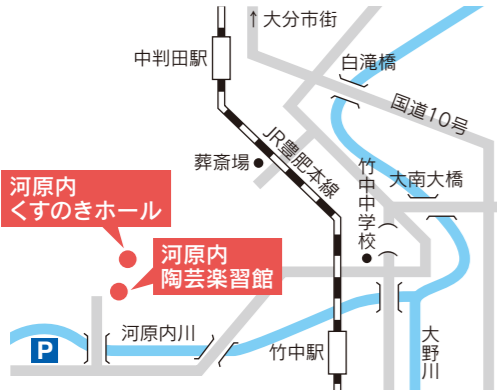 ↑大分市街
中判田駅
白滝橋
国道10号
JR豊肥本線
葬斎場
竹中中学校
大南大橋
河原内
くすのきホール
河原内
陶芸楽習館
河原内川
P
竹中駅
大野川